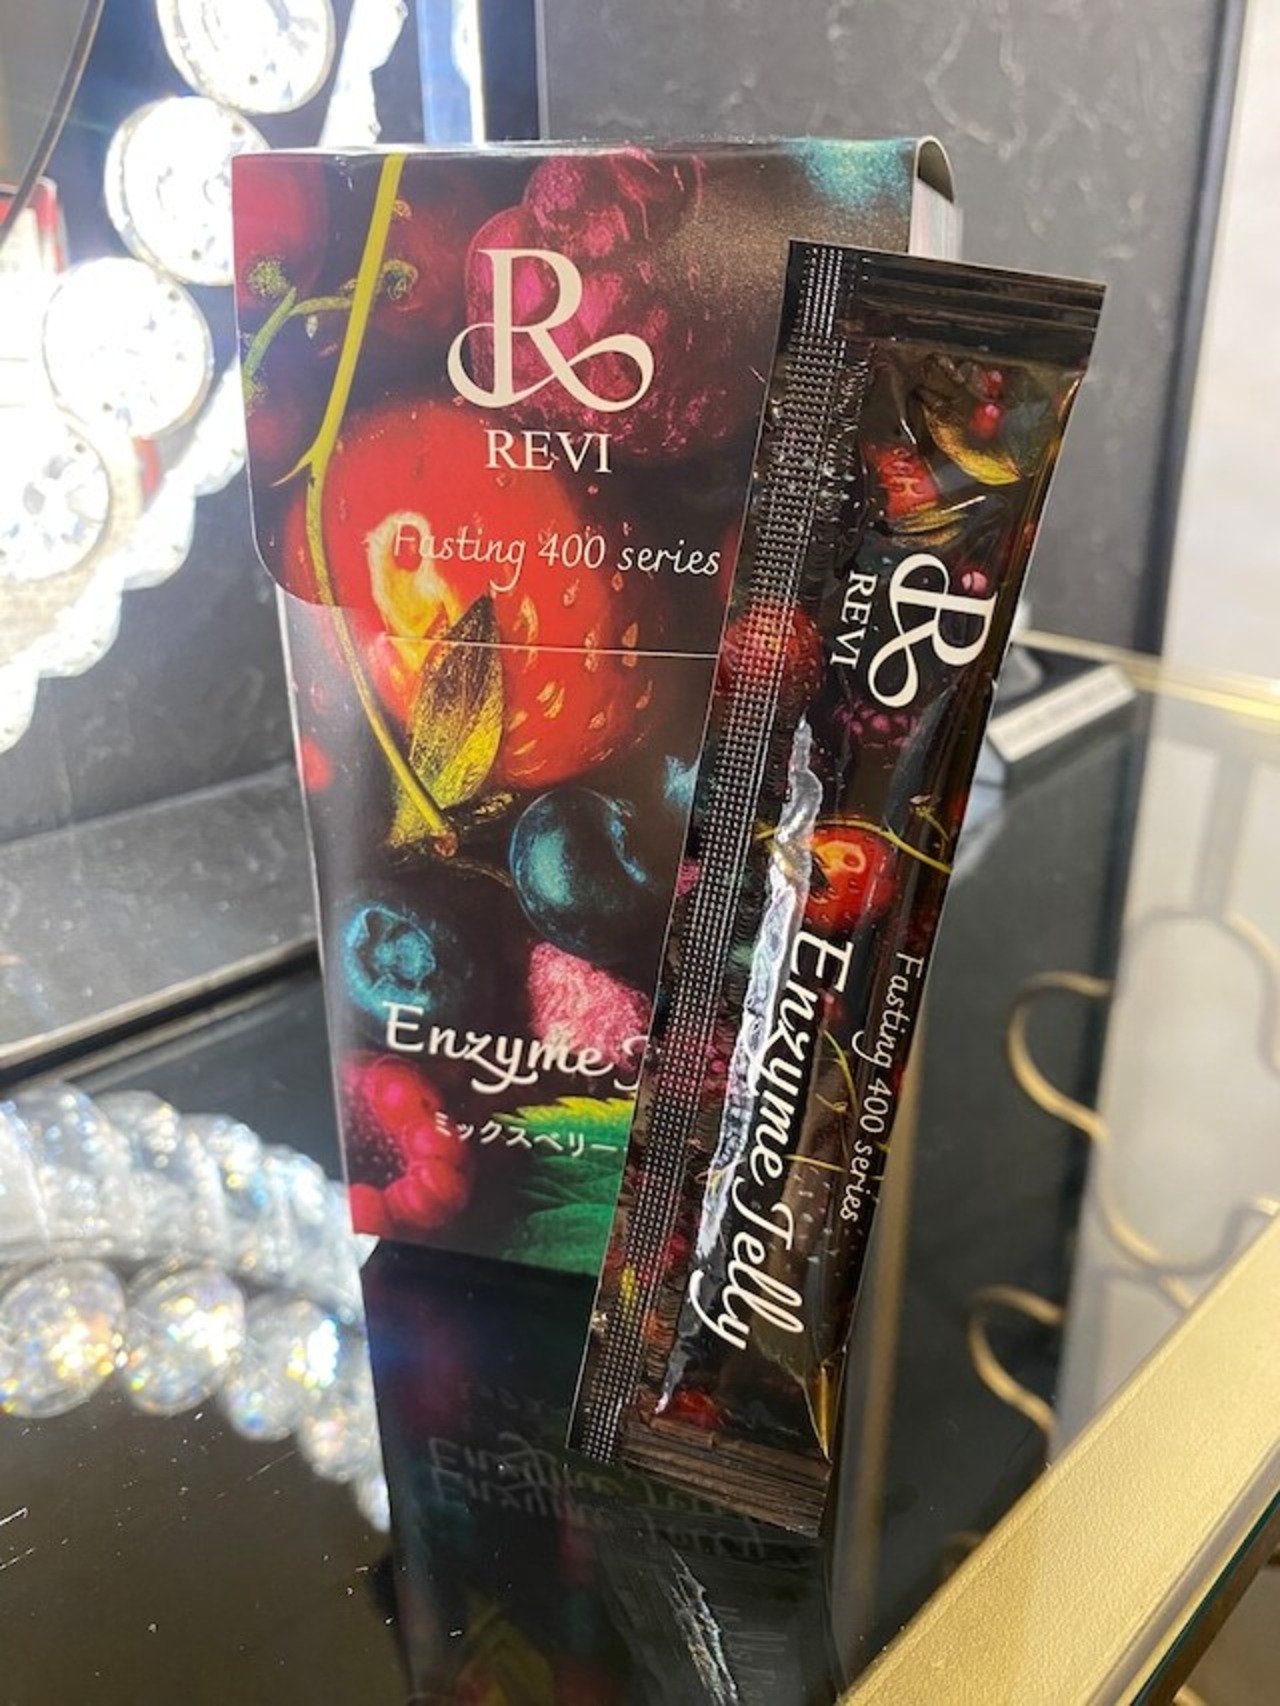 R
REVI
Fasting 400 series
Enzyme J
ミックスベリー
R
REVI
Fasting 400 series
Enzyme Jelly